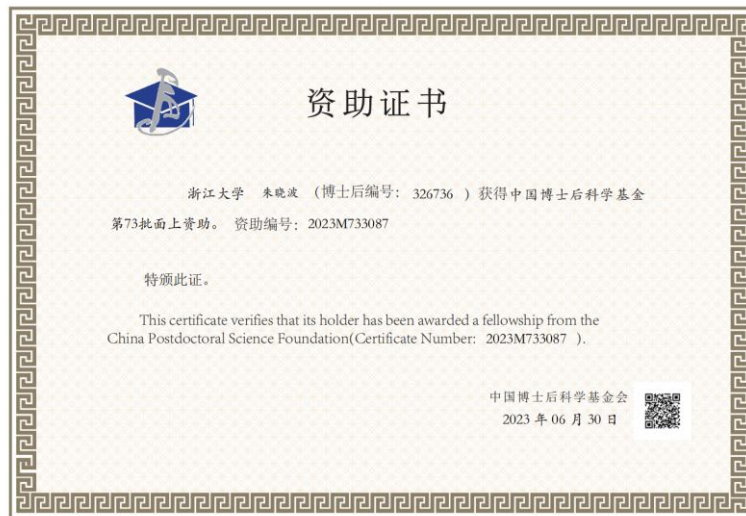 资助证书
浙江大学 朱晓波 (博士后编号: 326736 ) 获得中国博士后科学基金
第73批面上资助。 资助编号: 2023M733087
特颁此证。
This certificate verifies that its holder has been awarded a fellowship from the
China Postdoctoral Science Foundation(Certificate Number: 2023M733087 ).
中国博士后科学基金会
2023 年 06 月 30 日